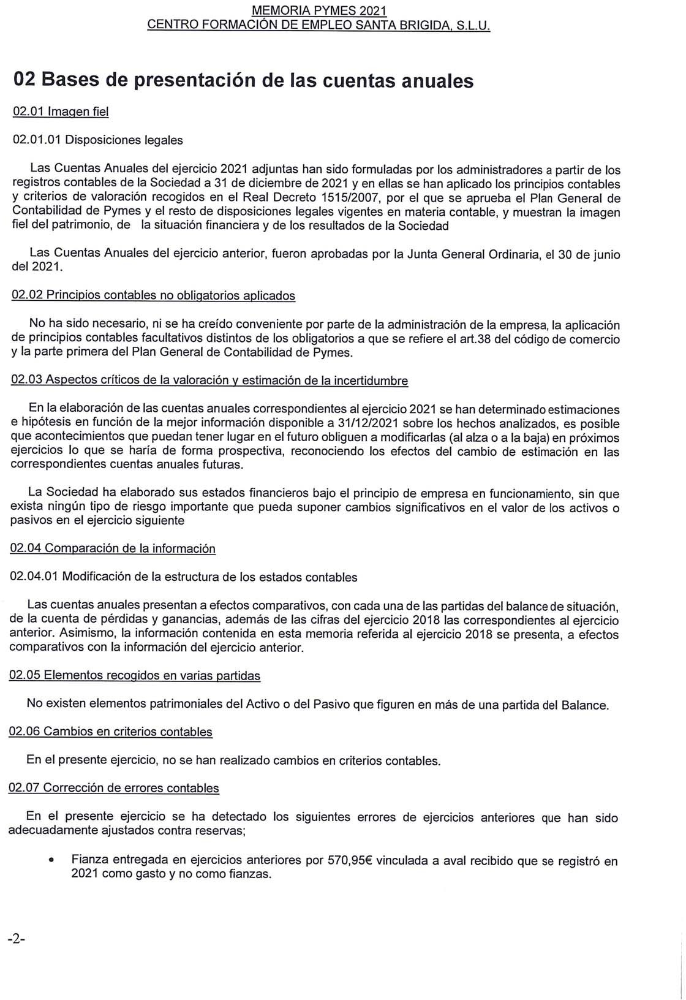 MEMORIA PYMES 2021
CENTRO FORMACIÓN DE EMPLEO SANTA BRIGIDA, S.L.U.
02 Bases de presentación de las cuentas anuales
02.01 Imagen fiel
02.01.01 Disposiciones legales
Las Cuentas Anuales del ejercicio 2021 adjuntas han sido formuladas por los administradores a partir de los
registros contables de la Sociedad a 31 de diciembre de 2021 y en ellas se han aplicado los principios contables
y criterios de valoración recogidos en el Real Decreto 1515/2007, por el que se aprueba el Plan General de
Contabilidad de Pymes y el resto de disposiciones legales vigentes en materia contable, y muestran la imagen
fiel del patrimonio, de la situación financiera y de los resultados de la Sociedad
Las Cuentas Anuales del ejercicio anterior, fueron aprobadas por la Junta General Ordinaria, el 30 de junio
del 2021.
02.02 Principios contables no obligatorios aplicados
No ha sido necesario, ni se ha creído conveniente por parte de la administración de la empresa, la aplicación
de principios contables facultativos distintos de los obligatorios a que se refiere el art.38 del código de comercio
y la parte primera del Plan General de Contabilidad de Pymes.
02.03 Aspectos críticos de la valoración y estimación de la incertidumbre
En la elaboración de las cuentas anuales correspondientes al ejercicio 2021 se han determinado estimaciones
e hipótesis en función de la mejor información disponible a 31/12/2021 sobre los hechos analizados, es posible
que acontecimientos que puedan tener lugar en el futuro obliguen a modificarlas (al alza o a la baja) en próximos
ejercicios lo que se haría de forma prospectiva, reconociendo los efectos del cambio de estimación en las
correspondientes cuentas anuales futuras.
La Sociedad ha elaborado sus estados financieros bajo el principio de empresa en funcionamiento, sin que
exista ningún tipo de riesgo importante que pueda suponer cambios significativos en el valor de los activos o
pasivos en el ejercicio siguiente
02.04 Comparación de la información
02.04.01 Modificación de la estructura de los estados contables
Las cuentas anuales presentan a efectos comparativos, con cada una de las partidas del balance de situación,
de la cuenta de pérdidas y ganancias, además de las cifras del ejercicio 2018 las correspondientes al ejercicio
anterior. Asimismo, la información contenida en esta memoria referida al ejercicio 2018 se presenta, a efectos
comparativos con la información del ejercicio anterior.
02.05 Elementos recogidos en varias partidas
No existen elementos patrimoniales del Activo o del Pasivo que figuren en más de una partida del Balance.
02.06 Cambios en criterios contables
En el presente ejercicio, no se han realizado cambios en criterios contables.
02.07 Corrección de errores contables
En el presente ejercicio se ha detectado los siguientes errores de ejercicios anteriores que han sido
adecuadamente ajustados contra reservas;
• Fianza entregada en ejercicios anteriores por 570,95€ vinculada a aval recibido que se registró en
2021 como gasto y no como fianzas.
-2-